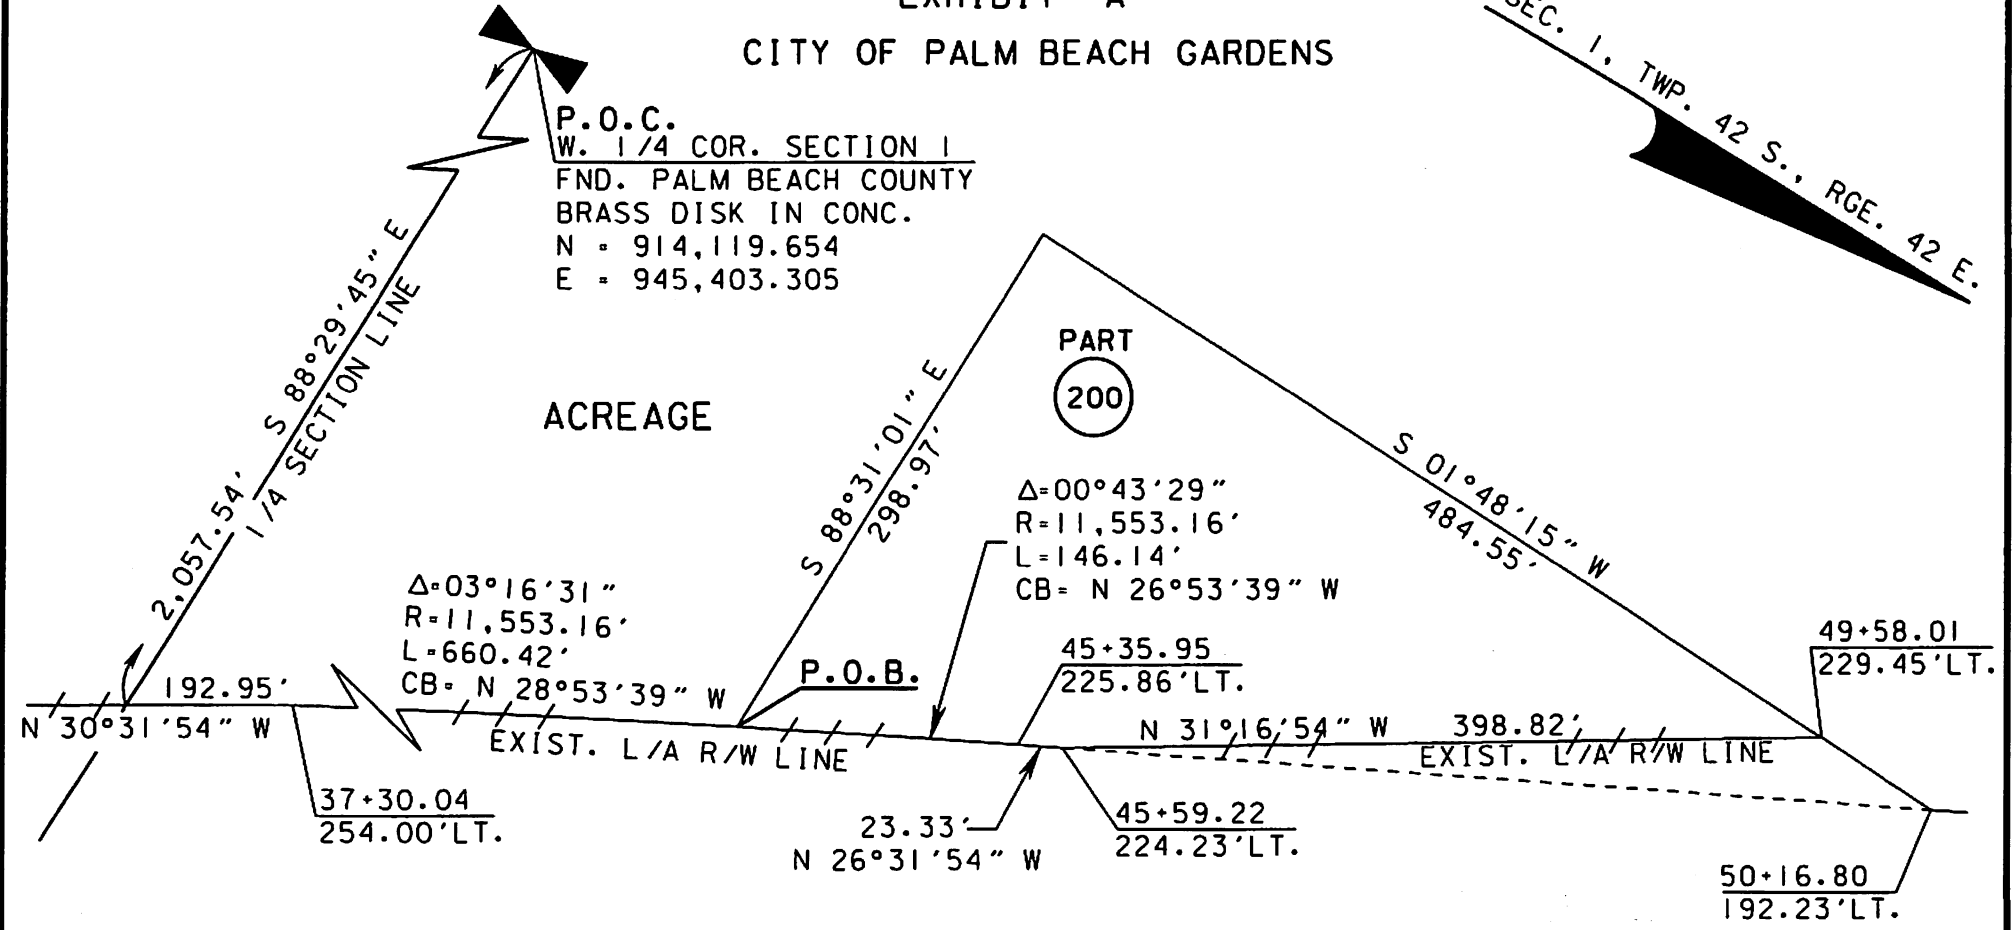 EXHIBIT "A"
CITY OF PALM BEACH GARDENS
SEC. 1, TWP. 42 S., RGE. 42 E.
P.O.C.
W. 1/4 COR. SECTION 1
FND. PALM BEACH COUNTY
BRASS DISK IN CONC.
N = 914,119.654
E = 945,403.305
S 88°29'45" E
1/4 SECTION LINE
2,057.54'
ACREAGE
PART
200
S 88°31'01" E
298.97'
S 01°48'15" W
484.55'
Δ=00°43'29"
R=11,553.16'
L=146.14'
CB= N 26°53'39" W
Δ=03°16'31"
R=11,553.16'
L=660.42'
CB= N 28°53'39" W
P.O.B.
45+35.95
225.86'LT.
49+58.01
229.45'LT.
192.95'
N 30°31'54" W
EXIST. L/A R/W LINE
N 31°16'54" W
398.82'
EXIST. L/A R/W LINE
37+30.04
254.00'LT.
23.33'
N 26°31'54" W
45+59.22
224.23'LT.
50+16.80
192.23'LT.